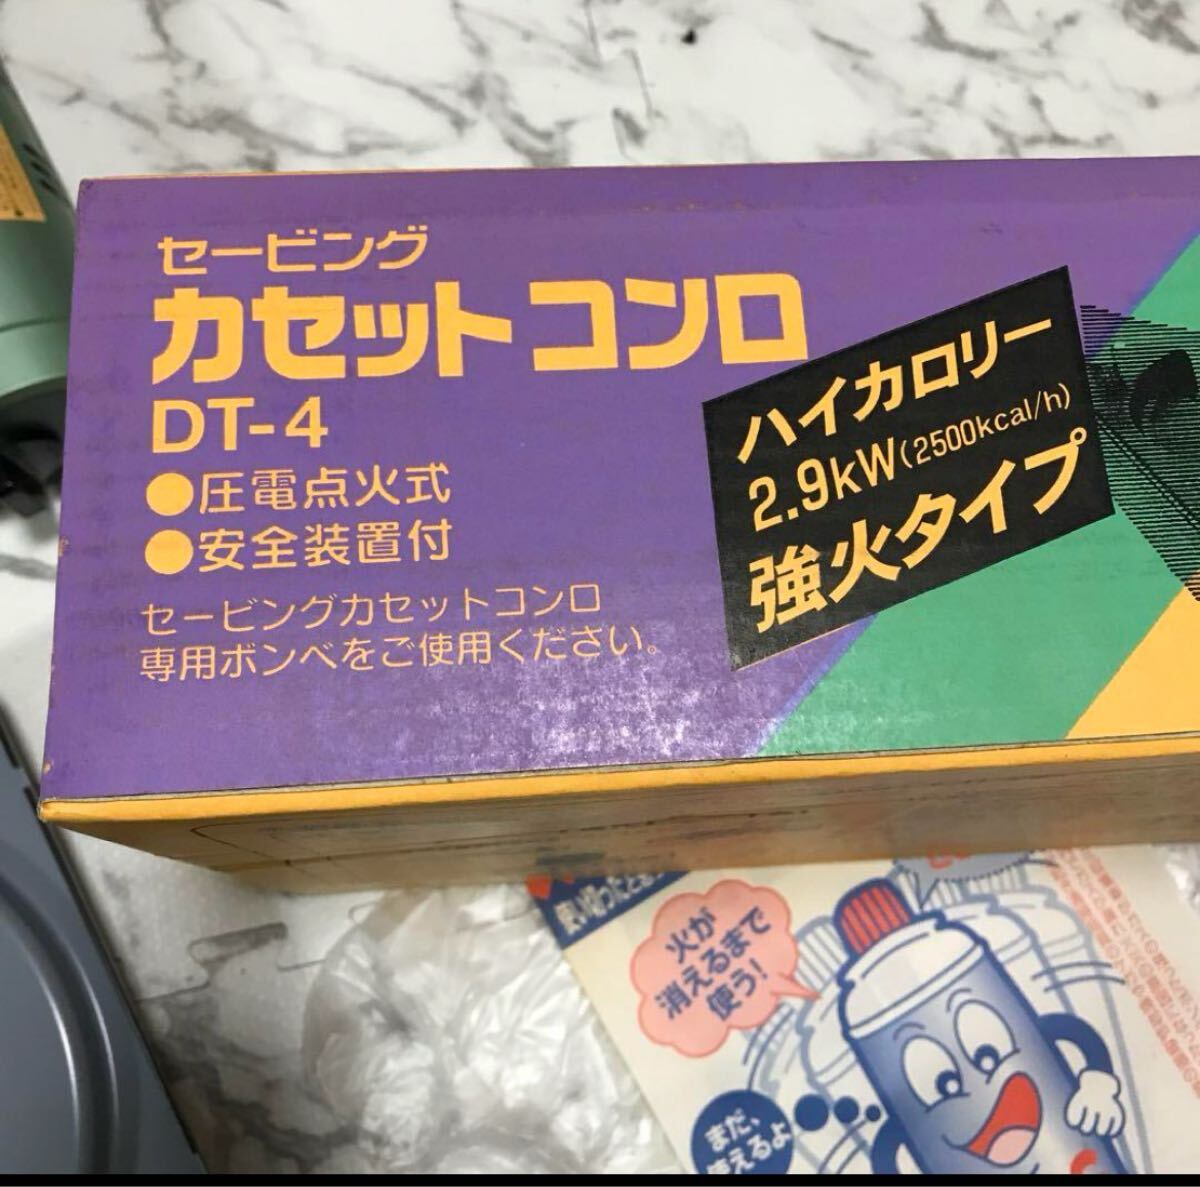 セービング
カセットコンロ
DT-4
●圧電点火式
●安全装置付
セービングカセットコンロ
専用ボンベをご使用ください。
ハイカロリー
2.9kW(2500kcal/h)
強火タイプ
火が
消えるまで
使う!
まだ、
使えるよ